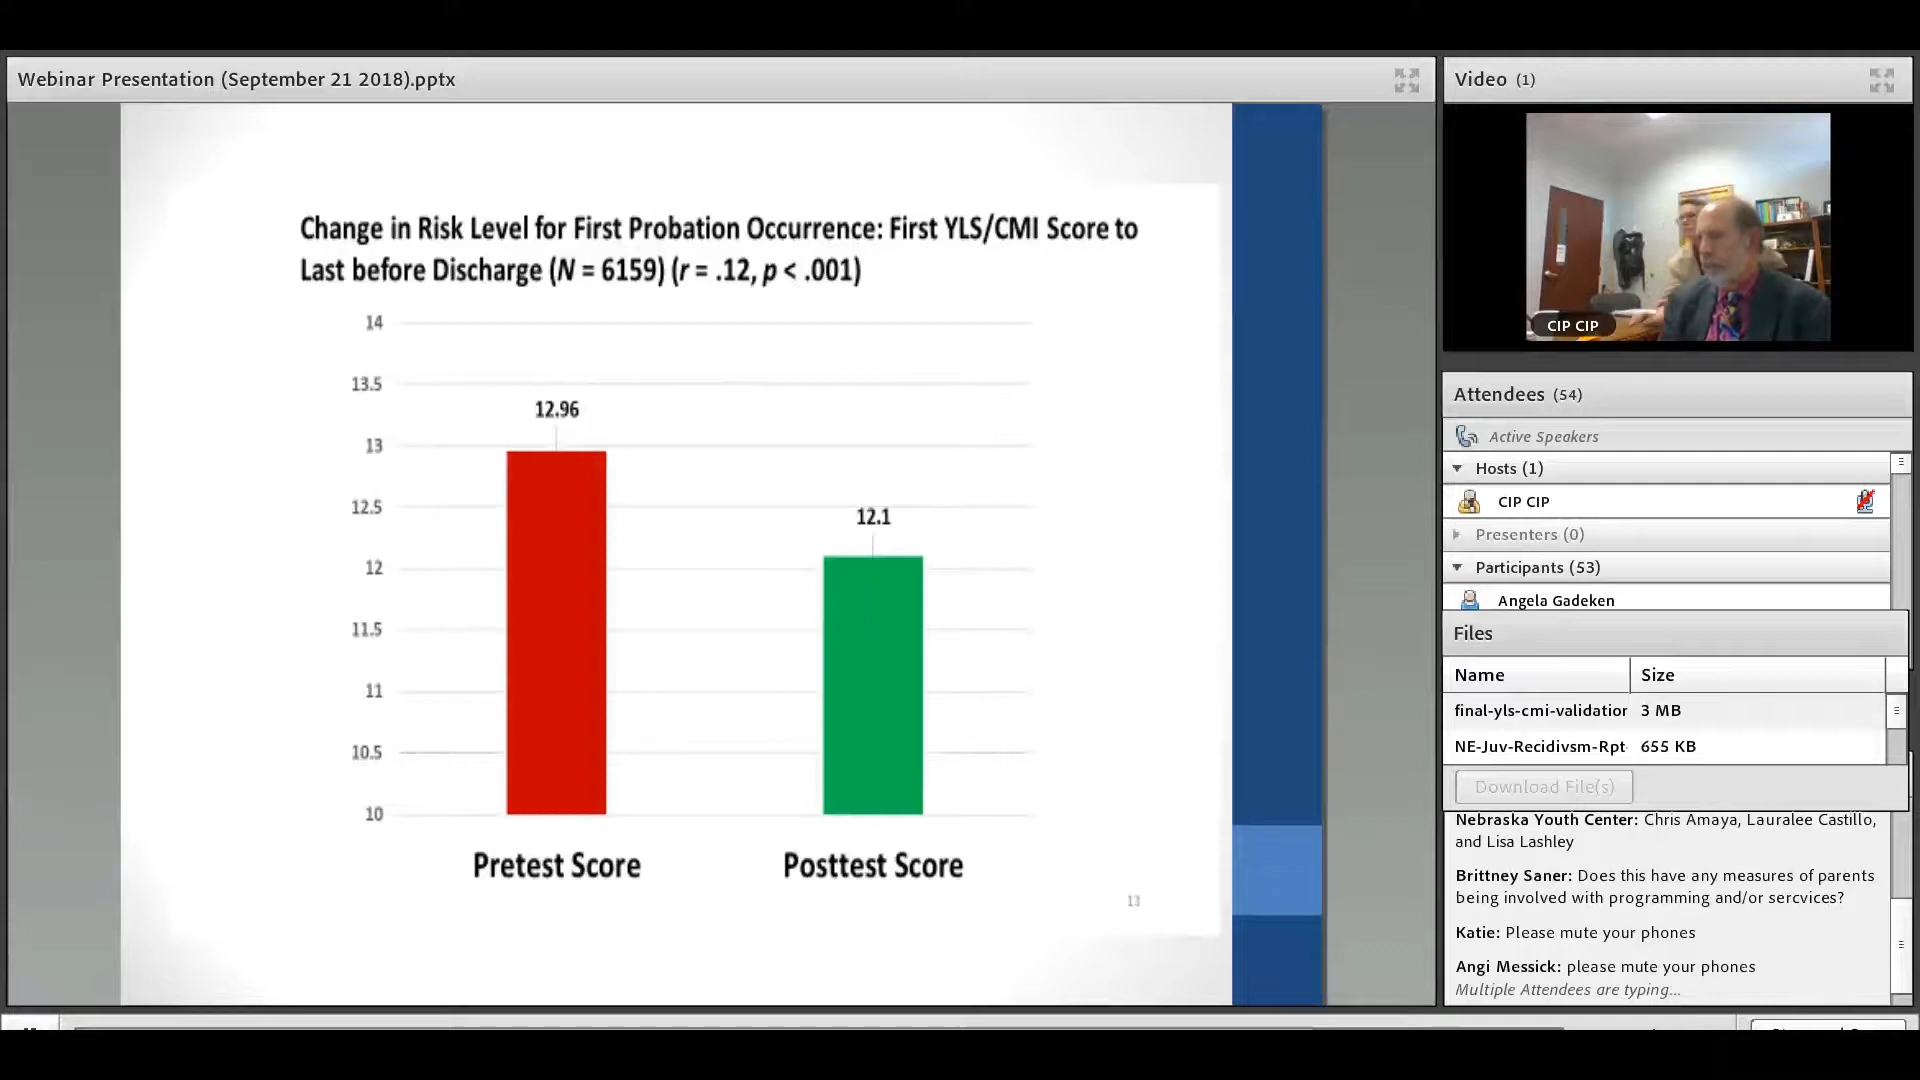 Webinar Presentation (September 21 2018).pptx
Change in Risk Level for First Probation Occurrence: First YLS/CMI Score to
Last before Discharge (N = 6159) (r = .12, p < .001)
14
13.5
13
12.5
12
11.5
11
10.5
10
12.96
12.1
Pretest Score
Posttest Score
13
Video (1)
CIP CIP
Attendees (54)
Active Speakers
Hosts (1)
CIP CIP
Presenters (0)
Participants (53)
Angela Gadeken
Files
Name Size
final-yls-cmi-validation 3 MB
NE-Juv-Recidivsm-Rpt- 655 KB
Download File(s)
Nebraska Youth Center: Chris Amaya, Lauralee Castillo,
and Lisa Lashley
Brittney Saner: Does this have any measures of parents
being involved with programming and/or sercvices?
Katie: Please mute your phones
Angi Messick: please mute your phones
Multiple Attendees are typing...